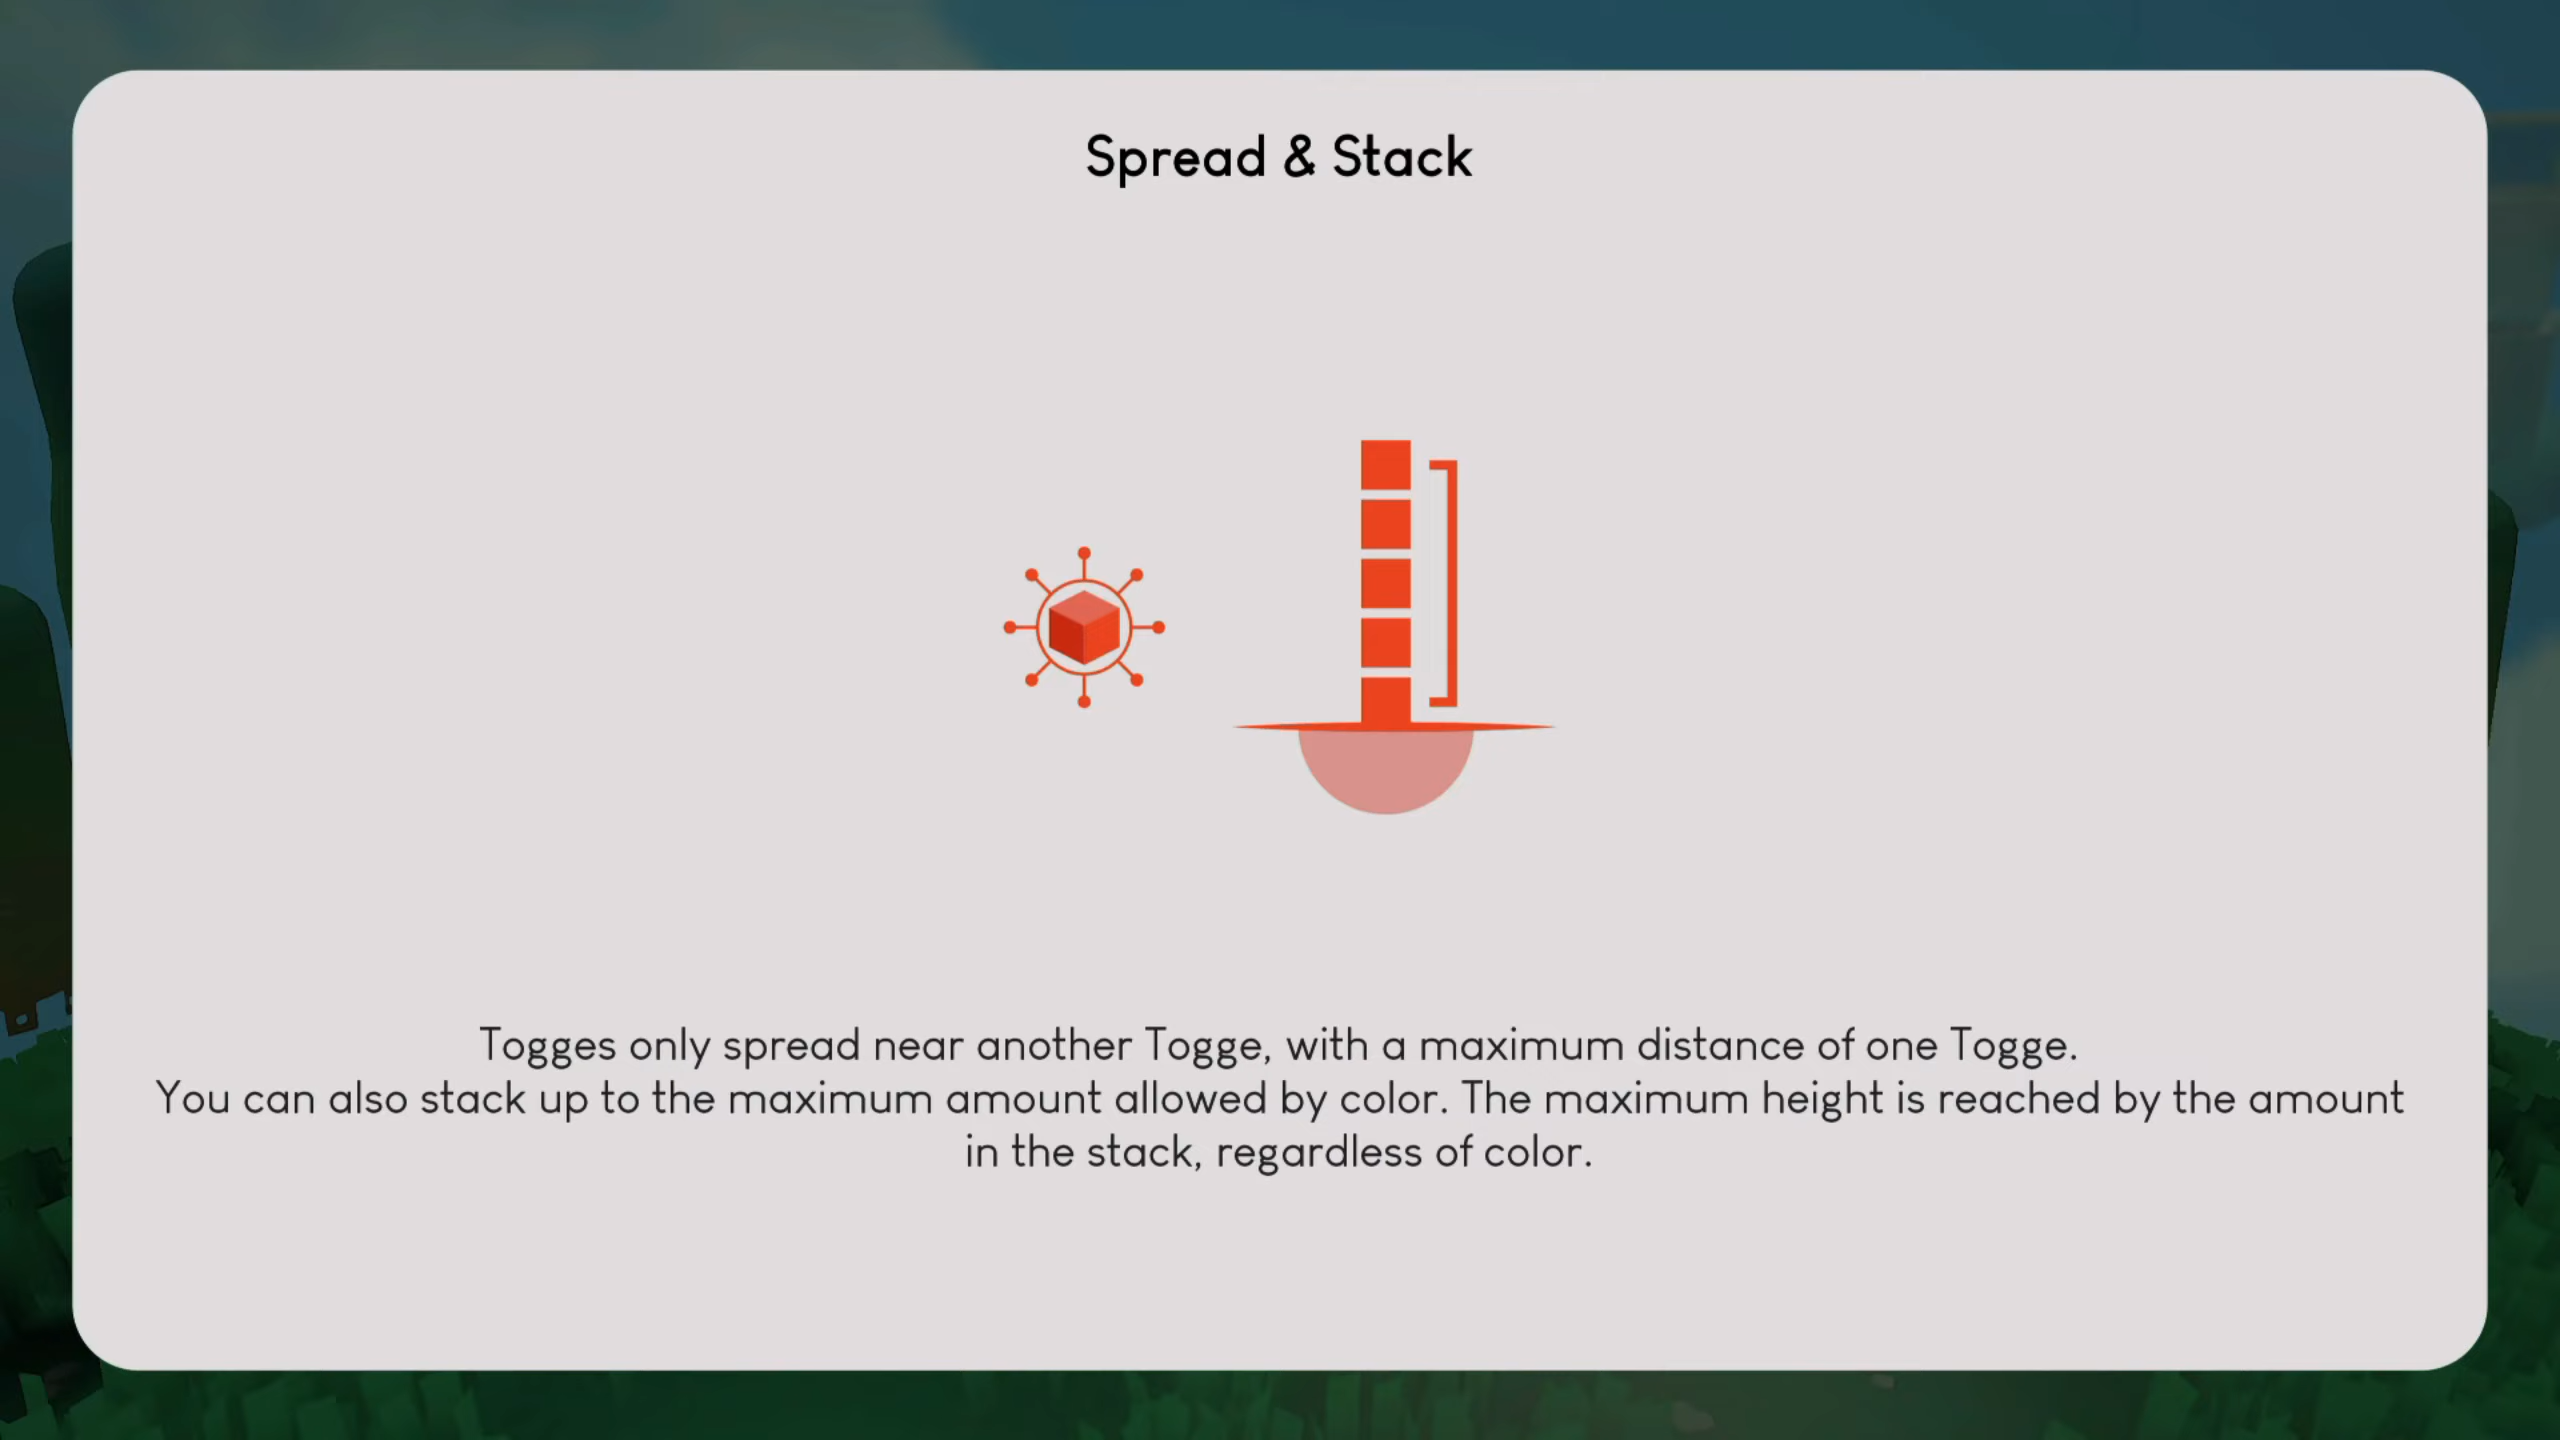 Spread & Stack
Togges only spread near another Togge, with a maximum distance of one Togge.
You can also stack up to the maximum amount allowed by color. The maximum height is reached by the amount
in the stack, regardless of color.